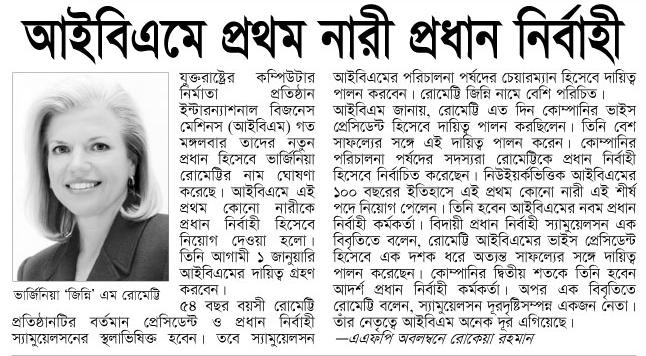 আইবিএমে প্রথম নারী প্রধান নির্বাহী
যুক্তরাষ্ট্রের কম্পিউটার
নির্মাতা প্রতিষ্ঠান
ইন্টারন্যাশনাল বিজনেস
মেশিনস (আইবিএম) গত
মঙ্গলবার তাদের নতুন
প্রধান হিসেবে ভার্জিনিয়া
রোমেট্টির নাম ঘোষণা
করেছে। আইবিএমে এই
প্রথম কোনো নারীকে
প্রধান নির্বাহী হিসেবে
নিয়োগ দেওয়া হলো।
তিনি আগামী ১ জানুয়ারি
আইবিএমের দায়িত্ব গ্রহণ
করবেন।
ভার্জিনিয়া ‘জিন্নি’ এম রোমেট্টি
৫৪ বছর বয়সী রোমেট্টি
প্রতিষ্ঠানটির বর্তমান প্রেসিডেন্ট ও প্রধান নির্বাহী
স্যামুয়েলসনের স্থলাভিষিক্ত হবেন। তবে স্যামুয়েলসন
আইবিএমের পরিচালনা পর্ষদের চেয়ারম্যান হিসেবে দায়িত্ব
পালন করবেন। রোমেট্টি জিন্নি নামে বেশি পরিচিত।
আইবিএম জানায়, রোমেট্টি এত দিন কোম্পানির ভাইস
প্রেসিডেন্ট হিসেবে দায়িত্ব পালন করছিলেন। তিনি বেশ
সাফল্যের সঙ্গে এই দায়িত্ব পালন করেন। কোম্পানির
পরিচালনা পর্ষদের সদস্যরা রোমেট্টিকে প্রধান নির্বাহী
হিসেবে নির্বাচিত করেছেন। নিউইয়র্কভিত্তিক আইবিএমের
১০০ বছরের ইতিহাসে এই প্রথম কোনো নারী এই শীর্ষ
পদে নিয়োগ পেলেন। তিনি হবেন আইবিএমের নবম প্রধান
নির্বাহী কর্মকর্তা। বিদায়ী প্রধান নির্বাহী স্যামুয়েলসন এক
বিবৃতিতে বলেন, রোমেট্টি আইবিএমের ভাইস প্রেসিডেন্ট
হিসেবে এক দশক ধরে অত্যন্ত সাফল্যের সঙ্গে দায়িত্ব
পালন করেছেন। কোম্পানির দ্বিতীয় শতকে তিনি হবেন
আদর্শ প্রধান নির্বাহী কর্মকর্তা। অপর এক বিবৃতিতে
রোমেট্টি বলেন, স্যামুয়েলসন দূরদৃষ্টিসম্পন্ন একজন নেতা।
তাঁর নেতৃত্বে আইবিএম অনেক দূর এগিয়েছে।
—এএফপি অবলম্বনে রোকেয়া রহমান